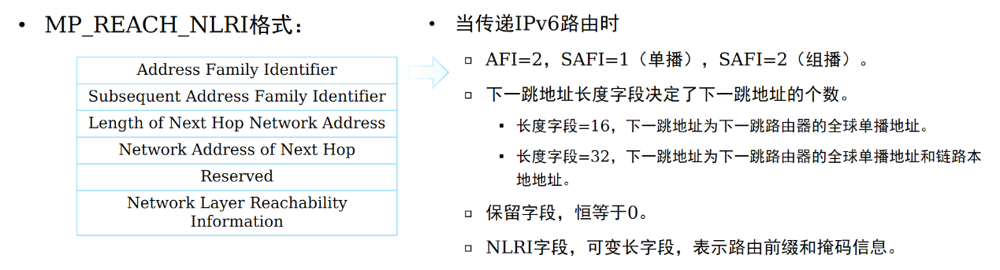 • MP_REACH_NLRI格式：
Address Family Identifier
Subsequent Address Family Identifier
Length of Next Hop Network Address
Network Address of Next Hop
Reserved
Network Layer Reachability
Information
• 当传递IPv6路由时
▫ AFI=2，SAFI=1（单播），SAFI=2（组播）。
▫ 下一跳地址长度字段决定了下一跳地址的个数。
▪ 长度字段=16，下一跳地址为下一跳路由器的全球单播地址。
▪ 长度字段=32，下一跳地址为下一跳路由器的全球单播地址和链路本
地地址。
▫ 保留字段，恒等于0。
▫ NLRI字段，可变长字段，表示路由前缀和掩码信息。